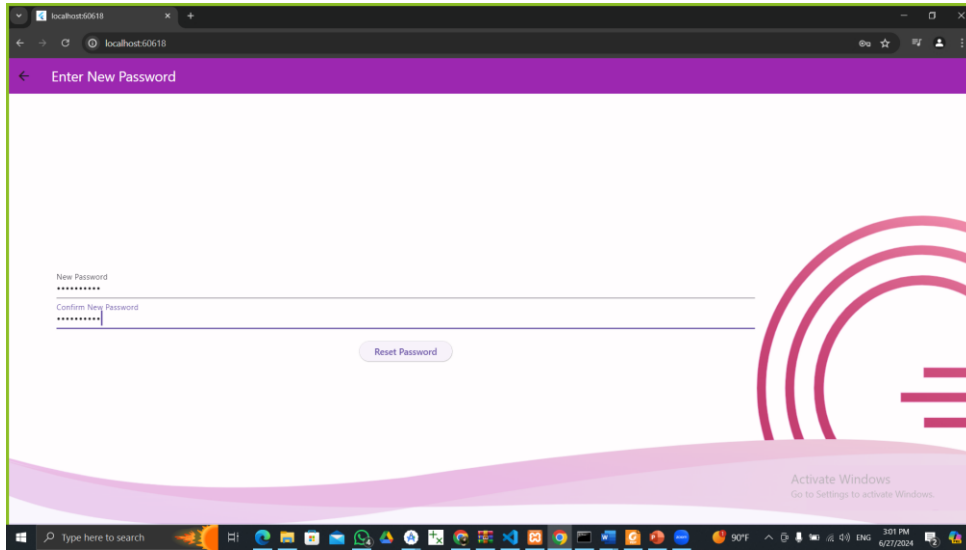 localhost:60618
localhost:60618
Enter New Password
New Password
••••••••••
Confirm New Password
••••••••••
Reset Password
Activate Windows
Go to Settings to activate Windows.
Type here to search
90°F
ENG
3:01 PM
6/27/2024